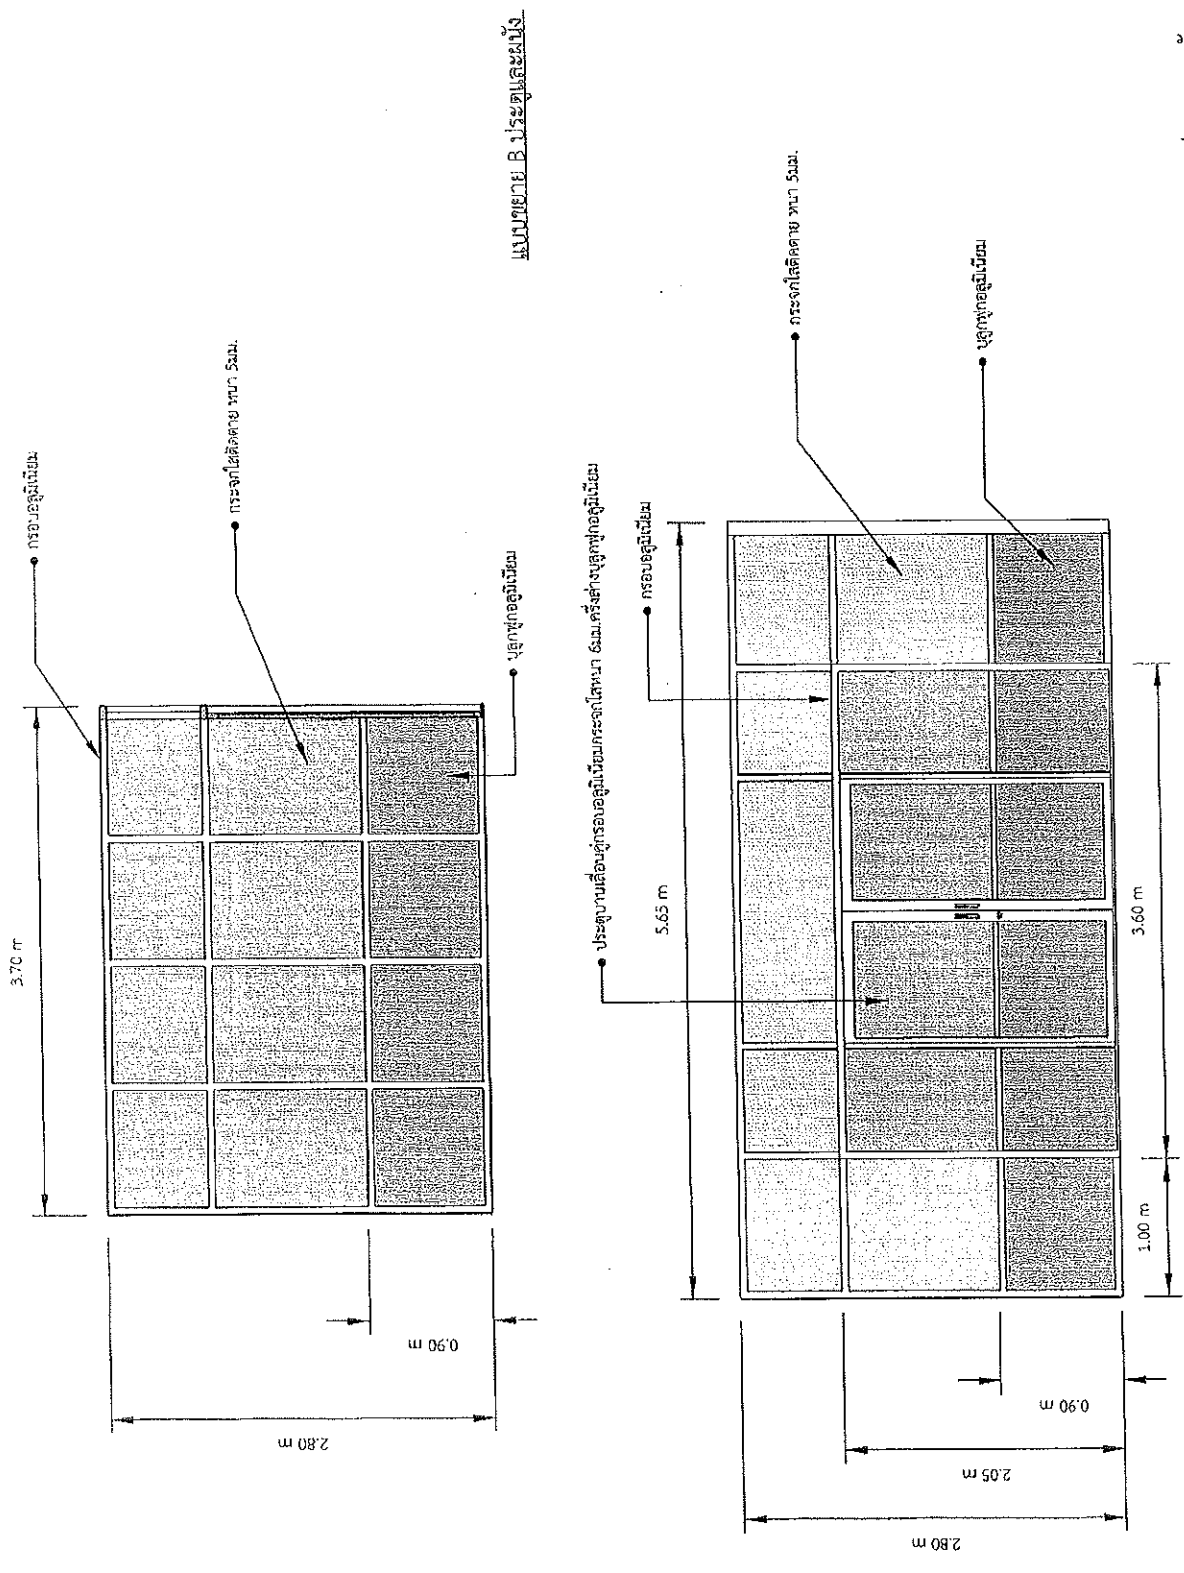 แบบขยาย B ประตูและผนัง
3.70 m
กรอบอลูมิเนียม
กระจกใสติดตาย หนา 5มม.
บุลูกฟูกอลูมิเนียม
0.90 m
2.80 m
ประตูบานเลื่อนคู่กรอบอลูมิเนียมกระจกใสหนา 6มม.ครึ่งล่างบุลูกฟูกอลูมิเนียม
5.65 m
กรอบอลูมิเนียม
กระจกใสติดตาย หนา 5มม.
บุลูกฟูกอลูมิเนียม
1.00 m
3.60 m
0.90 m
2.05 m
2.80 m